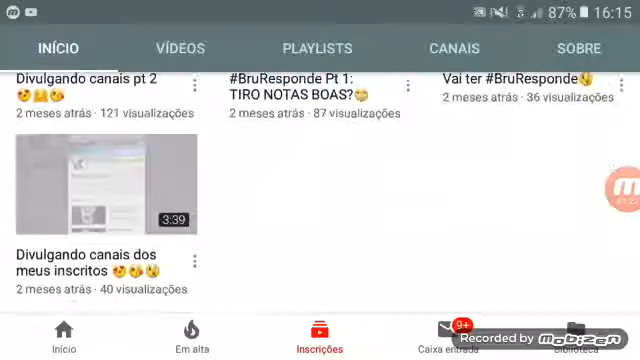 87% 16:15
INÍCIO VÍDEOS PLAYLISTS CANAIS SOBRE
Divulgando canais pt 2
2 meses atrás · 121 visualizações
#BruResponde Pt 1:
TIRO NOTAS BOAS?
2 meses atrás · 87 visualizações
Vai ter #BruResponde
2 meses atrás · 36 visualizações
3:39
Divulgando canais dos
meus inscritos
2 meses atrás · 40 visualizações
Início Em alta Inscrições Caixa entrada Biblioteca
9+
Recorded by Mobizen